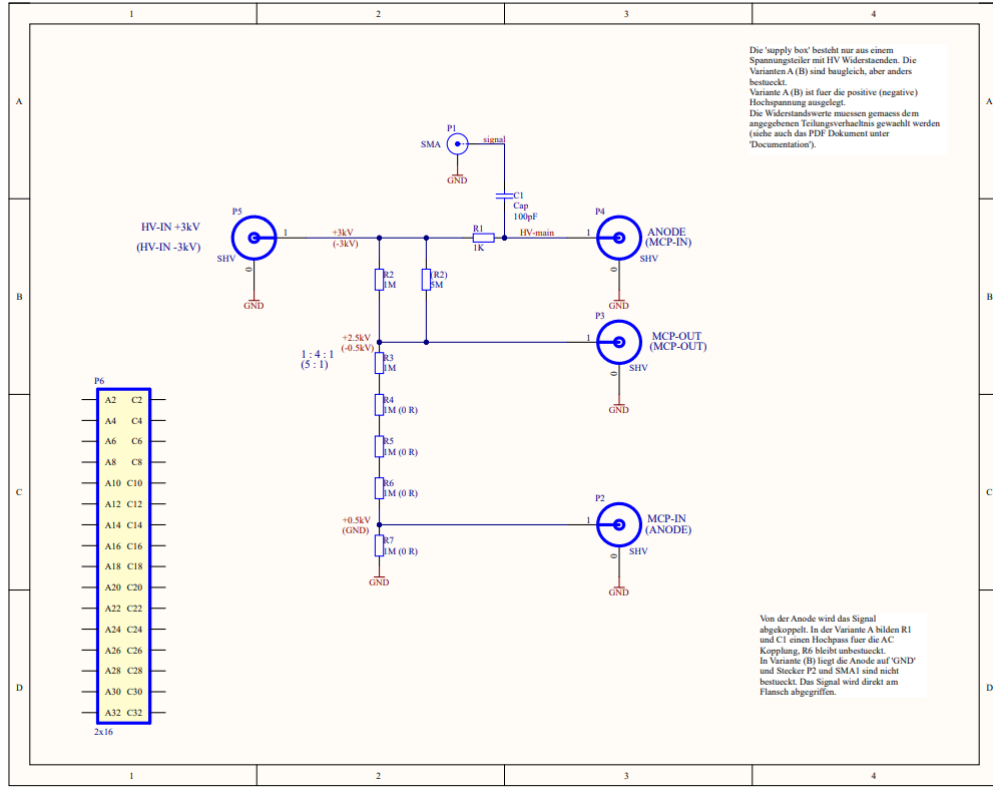 1 2 3 4
Die 'supply box' besteht nur aus einem
Spannungsteiler mit HV Widerstaenden. Die
Varianten A (B) sind baugleich, aber anders
bestueckt.
Variante A (B) ist fuer die positive (negative)
Hochspannung ausgelegt.
Die Widerstandswerte muessen gemaess dem
angegebenen Teilungsverhaeltnis gewaehlt werden
(siehe auch das PDF Dokument unter
'Documentation').
A A
P1
SMA
signal
GND
C1
Cap
100pF
P5
HV-IN +3kV
(HV-IN -3kV)
SHV
1
0
GND
+3kV
(-3kV)
R1
1K
HV-main
P4
1
ANODE
(MCP-IN)
SHV
0
GND
B B
R2
1M
(R2)
5M
P3
+2.5kV
(-0.5kV)
1
MCP-OUT
(MCP-OUT)
SHV
0
GND
1 : 4 : 1
(5 : 1)
R3
1M
R4
1M (0 R)
R5
1M (0 R)
R6
1M (0 R)
C C
P2
+0.5kV
(GND)
1
MCP-IN
(ANODE)
SHV
0
GND
R7
1M (0 R)
GND
P6
A2 C2
A4 C4
A6 C6
A8 C8
A10 C10
A12 C12
A14 C14
A16 C16
A18 C18
A20 C20
A22 C22
A24 C24
A26 C26
A28 C28
A30 C30
A32 C32
2x16
Von der Anode wird das Signal
abgekoppelt. In der Variante A bilden R1
und C1 einen Hochpass fuer die AC
Kopplung, R6 bleibt unbestueckt.
In Variante (B) liegt die Anode auf 'GND'
und Stecker P2 und SMA1 sind nicht
bestueckt. Das Signal wird direkt am
Flansch abgegriffen.
D D
1 2 3 4